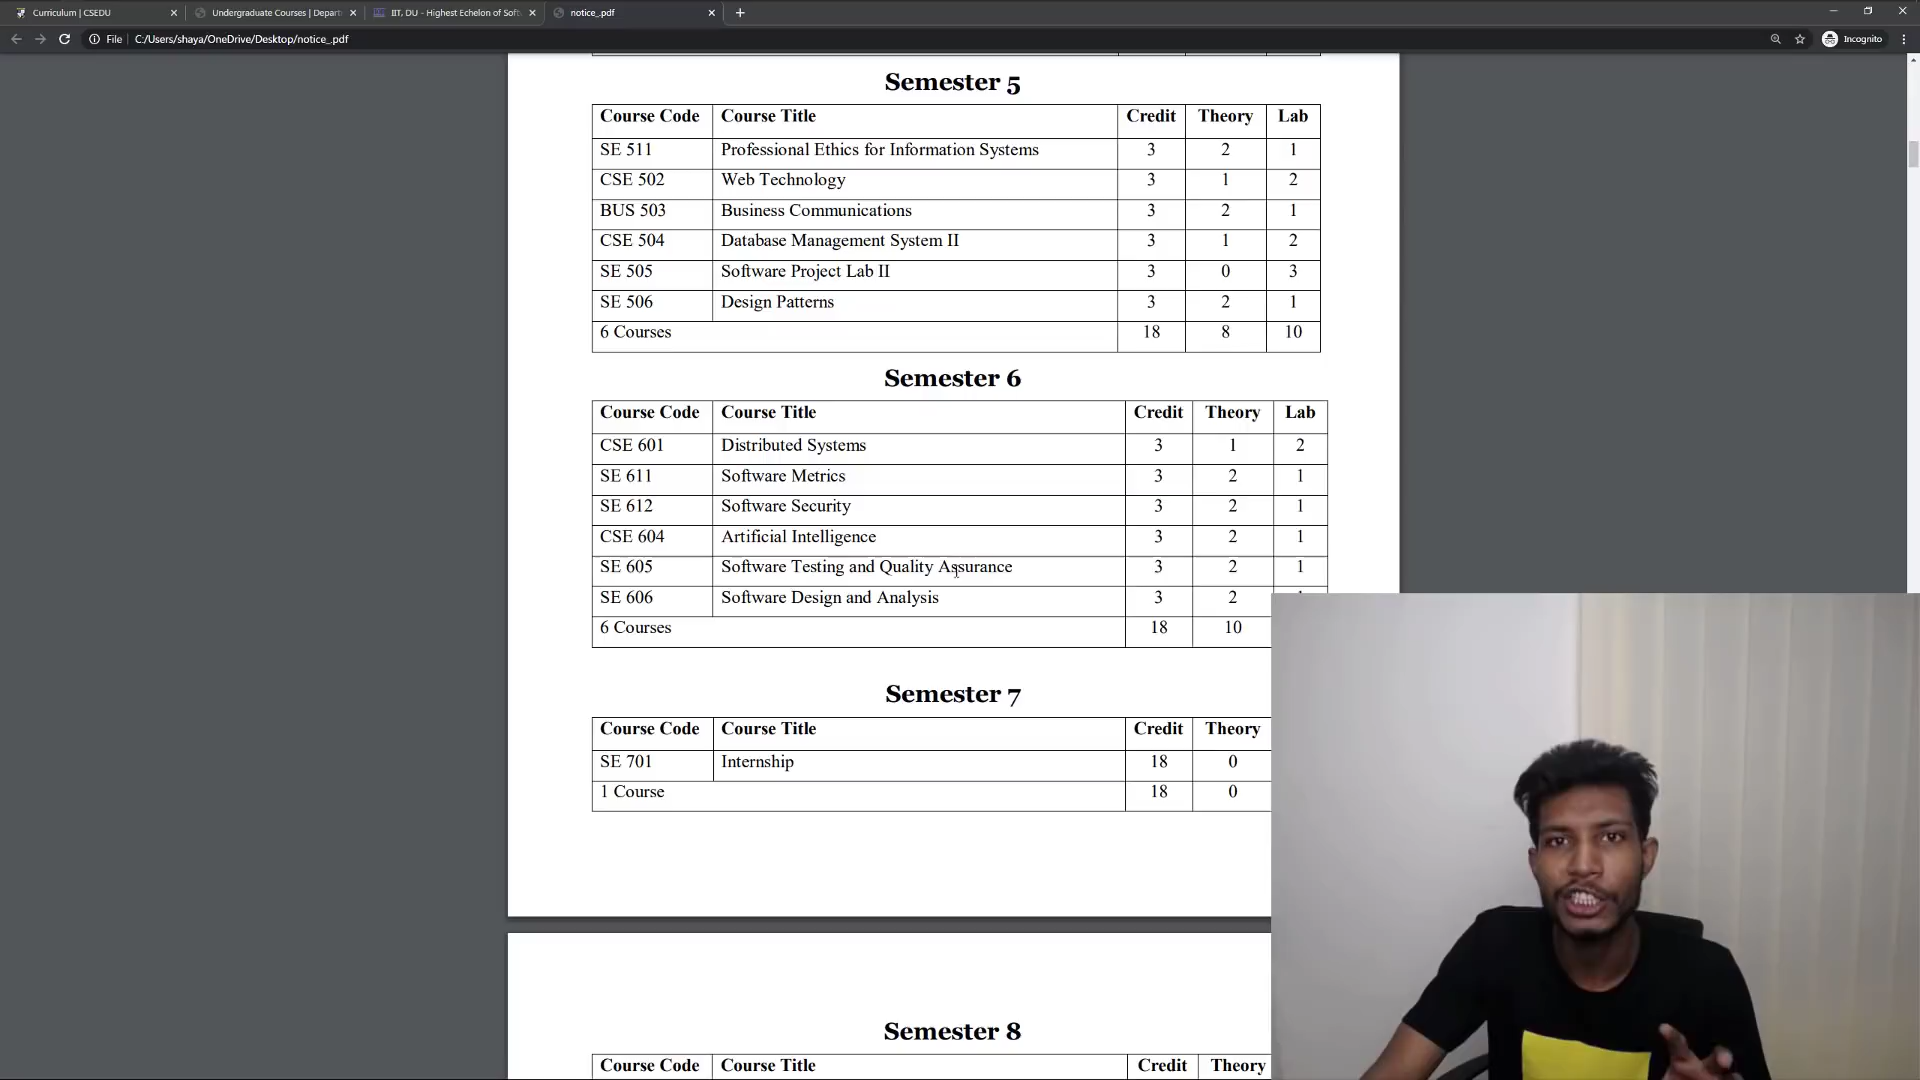 Curriculum | CSEDU
Undergraduate Courses | Depar
IIT, DU - Highest Echelon of Sof
notice_.pdf
File C:/Users/shaya/OneDrive/Desktop/notice_.pdf Incognito
Semester 5
Course Code Course Title Credit Theory Lab
SE 511 Professional Ethics for Information Systems 3 2 1
CSE 502 Web Technology 3 1 2
BUS 503 Business Communications 3 2 1
CSE 504 Database Management System II 3 1 2
SE 505 Software Project Lab II 3 0 3
SE 506 Design Patterns 3 2 1
6 Courses 18 8 10
Semester 6
Course Code Course Title Credit Theory Lab
CSE 601 Distributed Systems 3 1 2
SE 611 Software Metrics 3 2 1
SE 612 Software Security 3 2 1
CSE 604 Artificial Intelligence 3 2 1
SE 605 Software Testing and Quality Assurance 3 2 1
SE 606 Software Design and Analysis 3 2
6 Courses 18 10
Semester 7
Course Code Course Title Credit Theory
SE 701 Internship 18 0
1 Course 18 0
Semester 8
Course Code Course Title Credit Theory